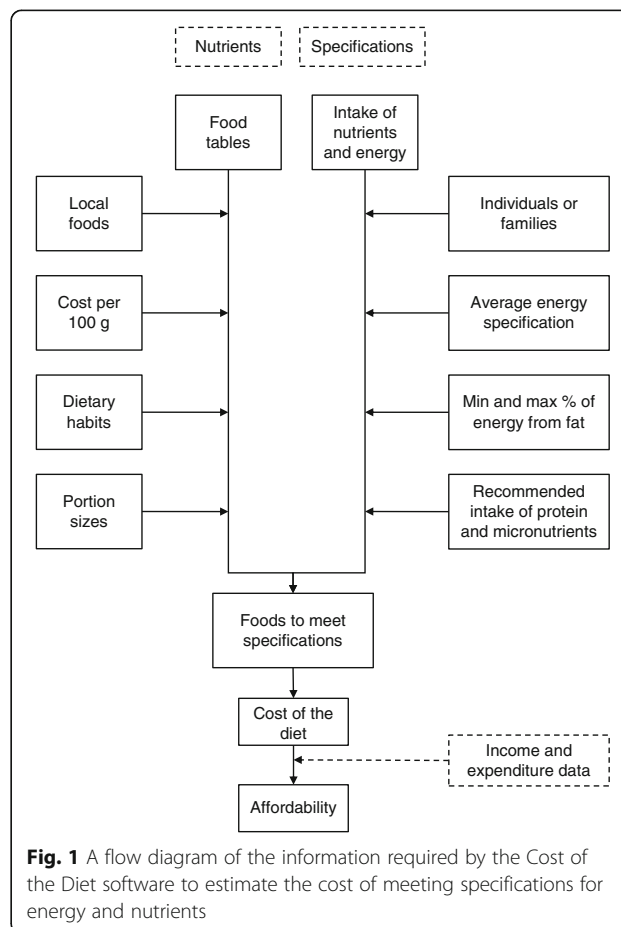 Nutrients
Specifications
Food
tables
Intake of
nutrients
and energy
Local
foods
Individuals or
families
Cost per
100 g
Average energy
specification
Dietary
habits
Min and max % of
energy from fat
Portion
sizes
Recommended
intake of protein
and micronutrients
Foods to meet
specifications
Cost of the
diet
Income and
expenditure data
Affordability
Fig. 1 A flow diagram of the information required by the Cost of
the Diet software to estimate the cost of meeting specifications for
energy and nutrients